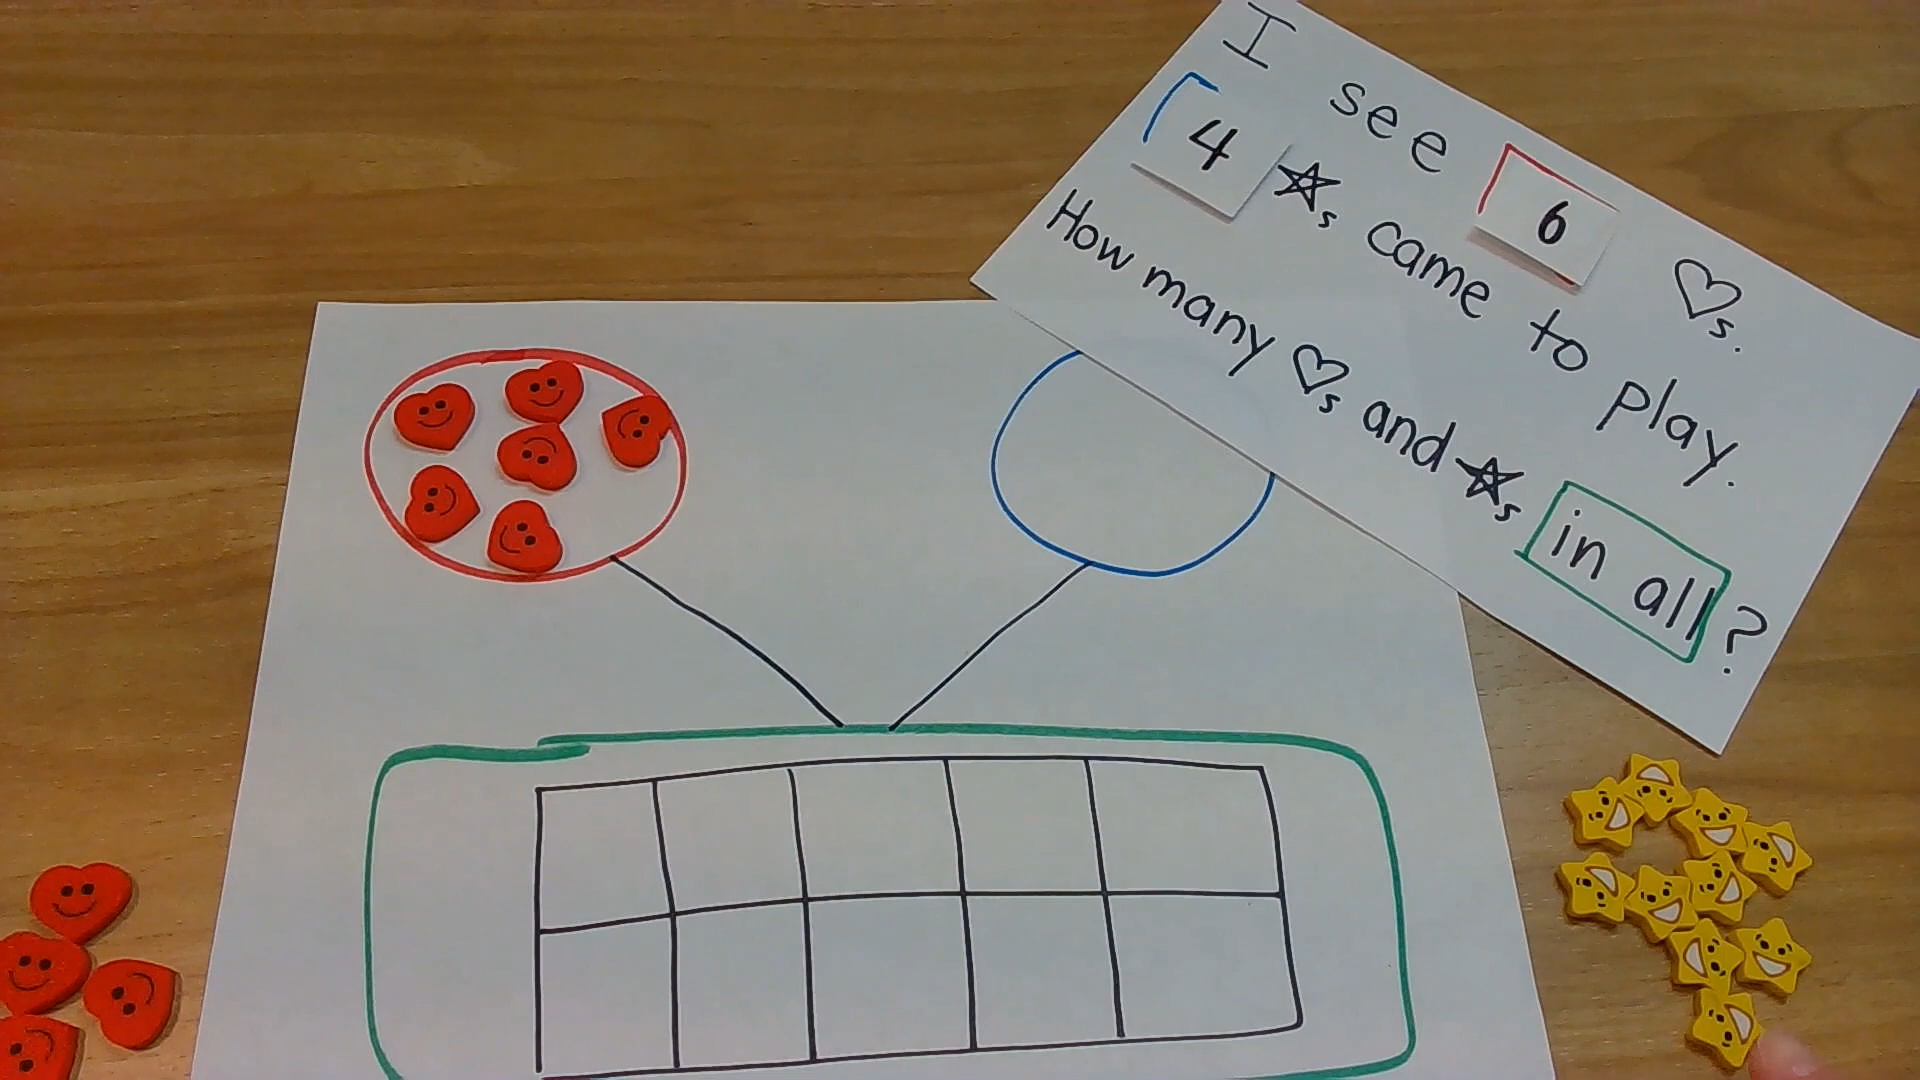 I see 6 ♡s.
4 ☆s came to play.
How many ♡s and ☆s in all?